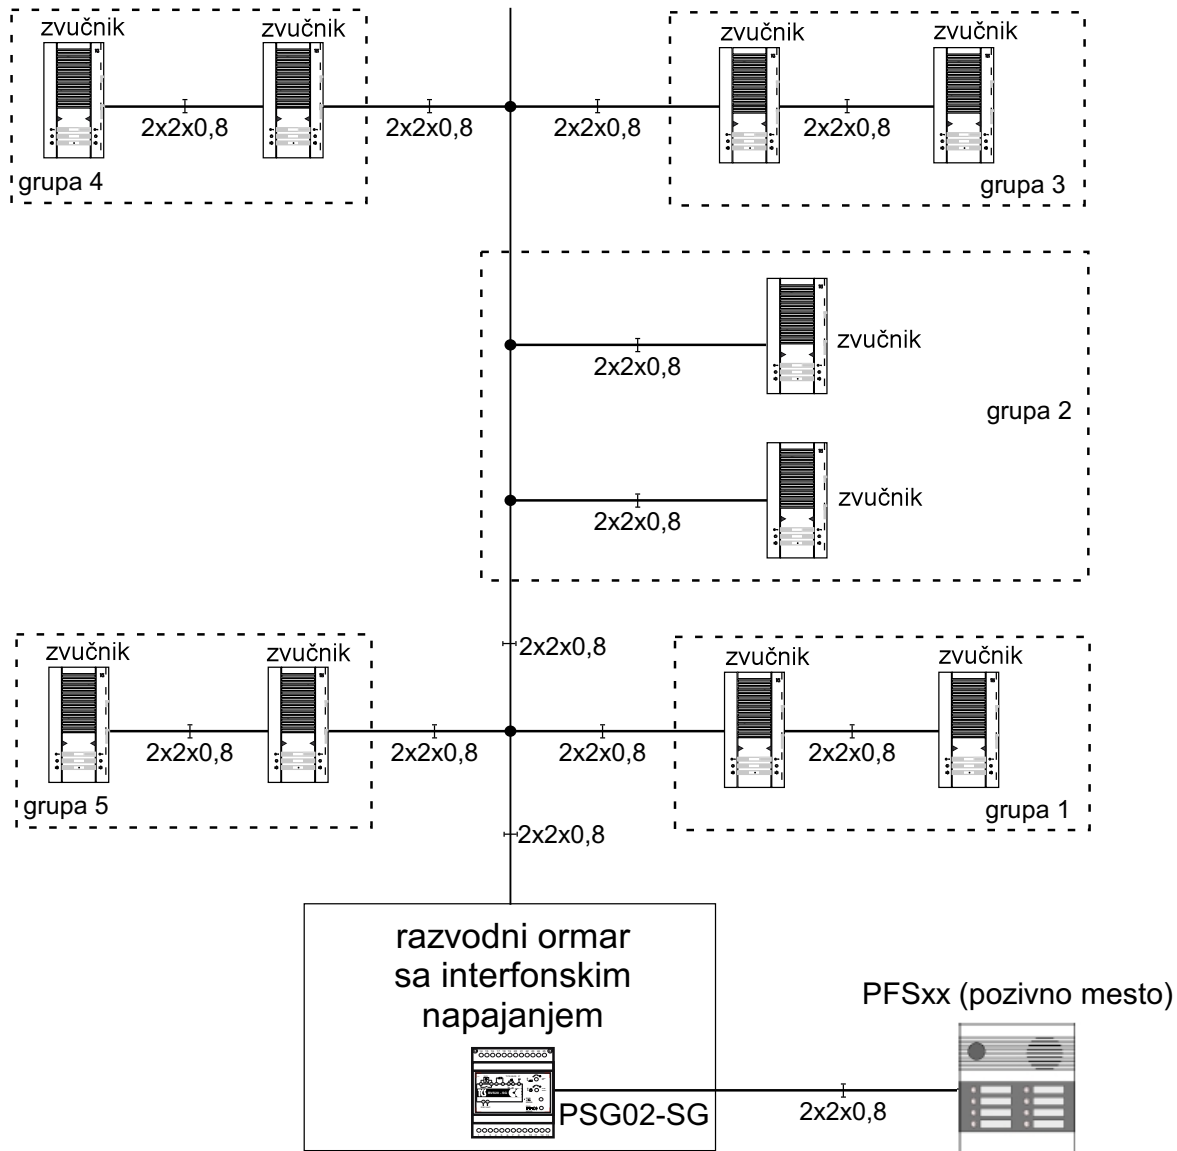 zvučnik
zvučnik
zvučnik
zvučnik
2x2x0,8
2x2x0,8
2x2x0,8
2x2x0,8
grupa 4
grupa 3
zvučnik
2x2x0,8
grupa 2
zvučnik
2x2x0,8
2x2x0,8
zvučnik
zvučnik
zvučnik
zvučnik
2x2x0,8
2x2x0,8
2x2x0,8
2x2x0,8
grupa 5
grupa 1
2x2x0,8
razvodni ormar
sa interfonskim
napajanjem
PFSxx (pozivno mesto)
PSG02-SG
2x2x0,8